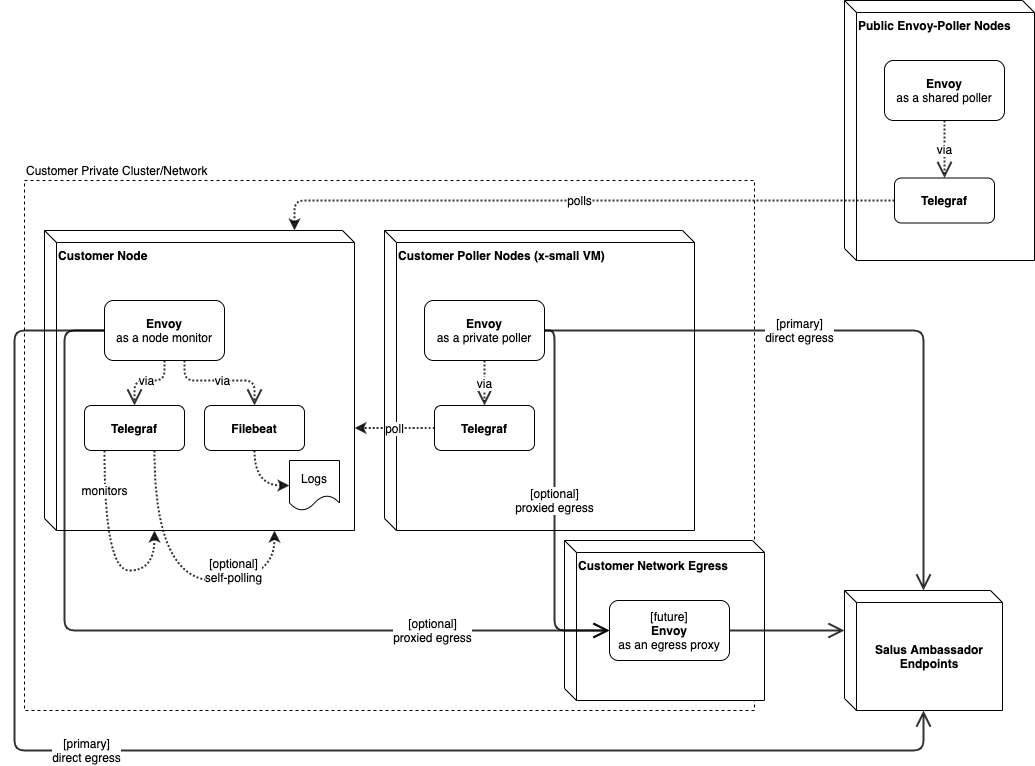 Public Envoy-Poller Nodes
Envoy
as a shared poller
via
Telegraf
Customer Private Cluster/Network
polls
Customer Node
Envoy
as a node monitor
via
via
Telegraf
Filebeat
Logs
monitors
[optional]
self-polling
Customer Poller Nodes (x-small VM)
Envoy
as a private poller
via
Telegraf
poll
[primary]
direct egress
[optional]
proxied egress
Customer Network Egress
[future]
Envoy
as an egress proxy
[optional]
proxied egress
Salus Ambassador
Endpoints
[primary]
direct egress